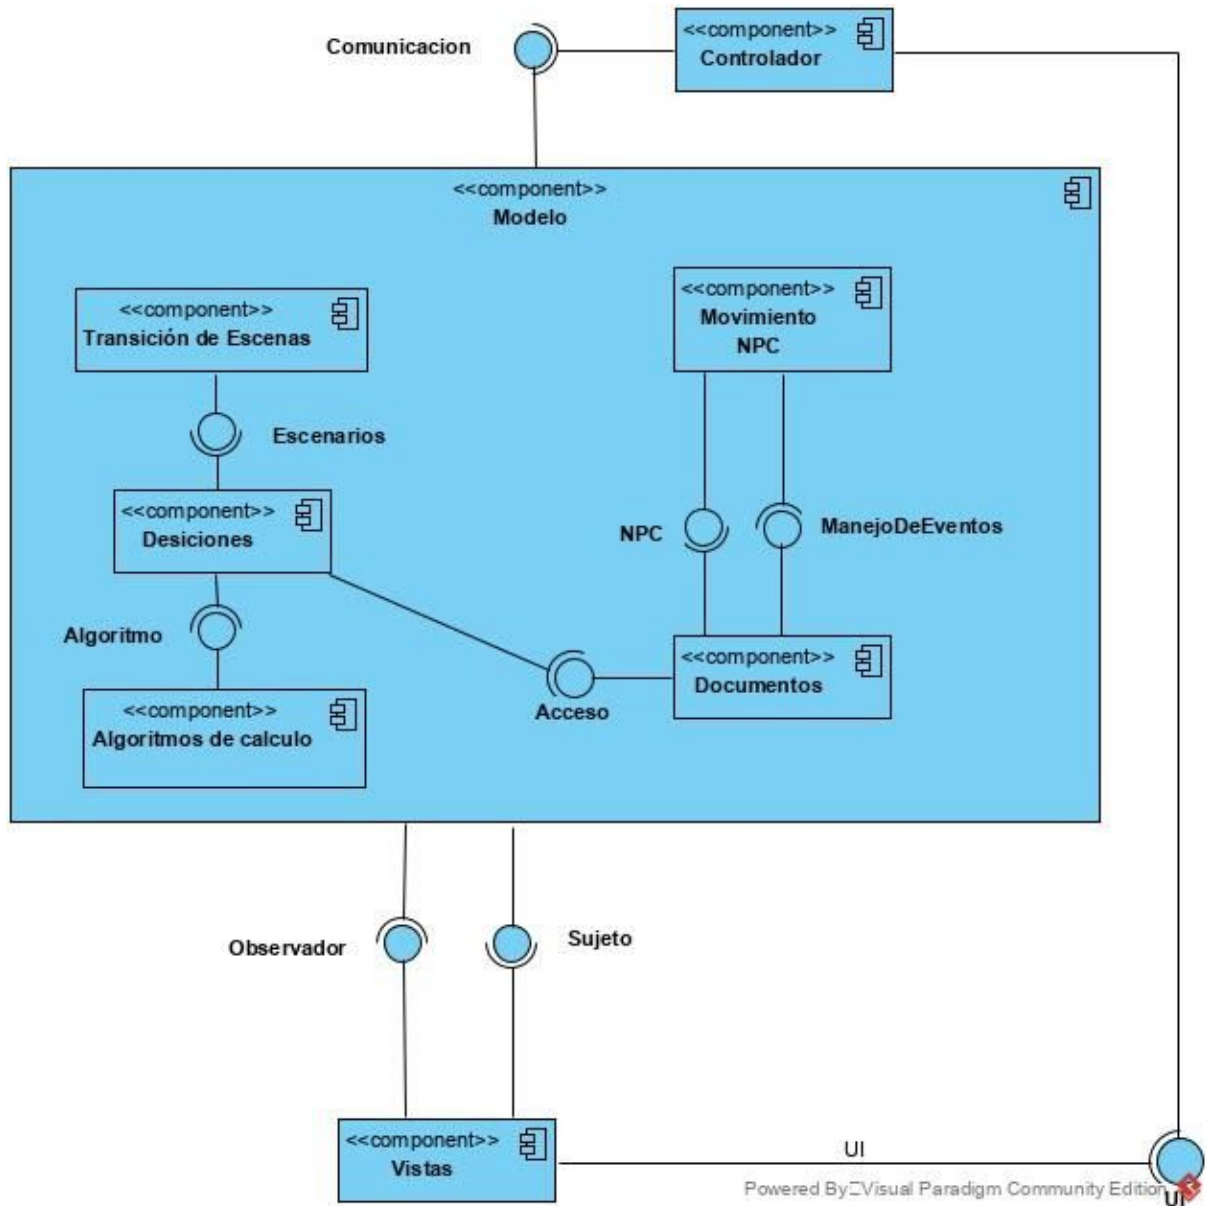 Comunicacion
<<component>>
Controlador
<<component>>
Modelo
<<component>>
Transición de Escenas
<<component>>
Movimiento
NPC
Escenarios
<<component>>
Desiciones
NPC
ManejoDeEventos
Algoritmo
<<component>>
Documentos
Acceso
<<component>>
Algoritmos de calculo
Observador
Sujeto
<<component>>
Vistas
UI
Powered By Visual Paradigm Community Edition
UI